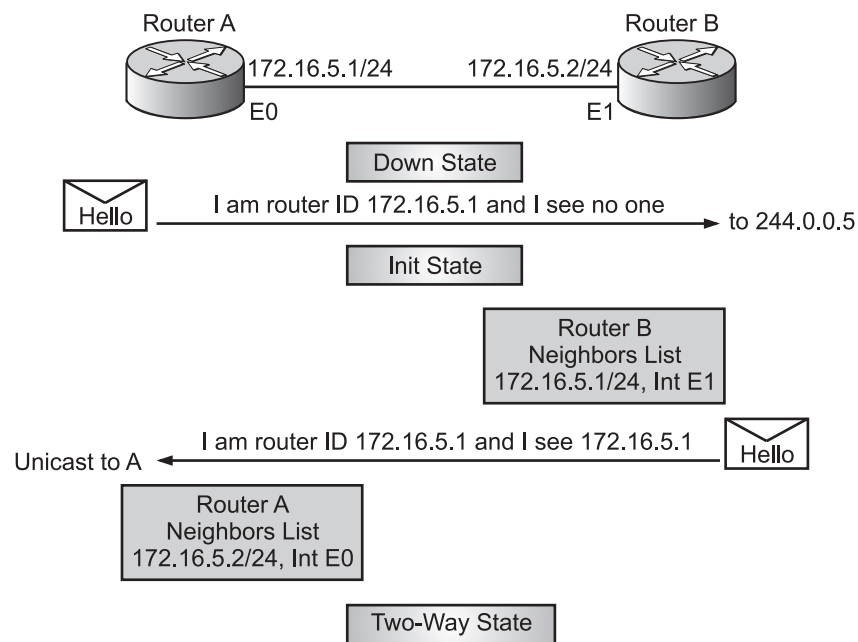 Router A
Router B
172.16.5.1/24
172.16.5.2/24
E0
E1
Down State
Hello
I am router ID 172.16.5.1 and I see no one
to 244.0.0.5
Init State
Router B
Neighbors List
172.16.5.1/24, Int E1
Unicast to A
I am router ID 172.16.5.1 and I see 172.16.5.1
Hello
Router A
Neighbors List
172.16.5.2/24, Int E0
Two-Way State